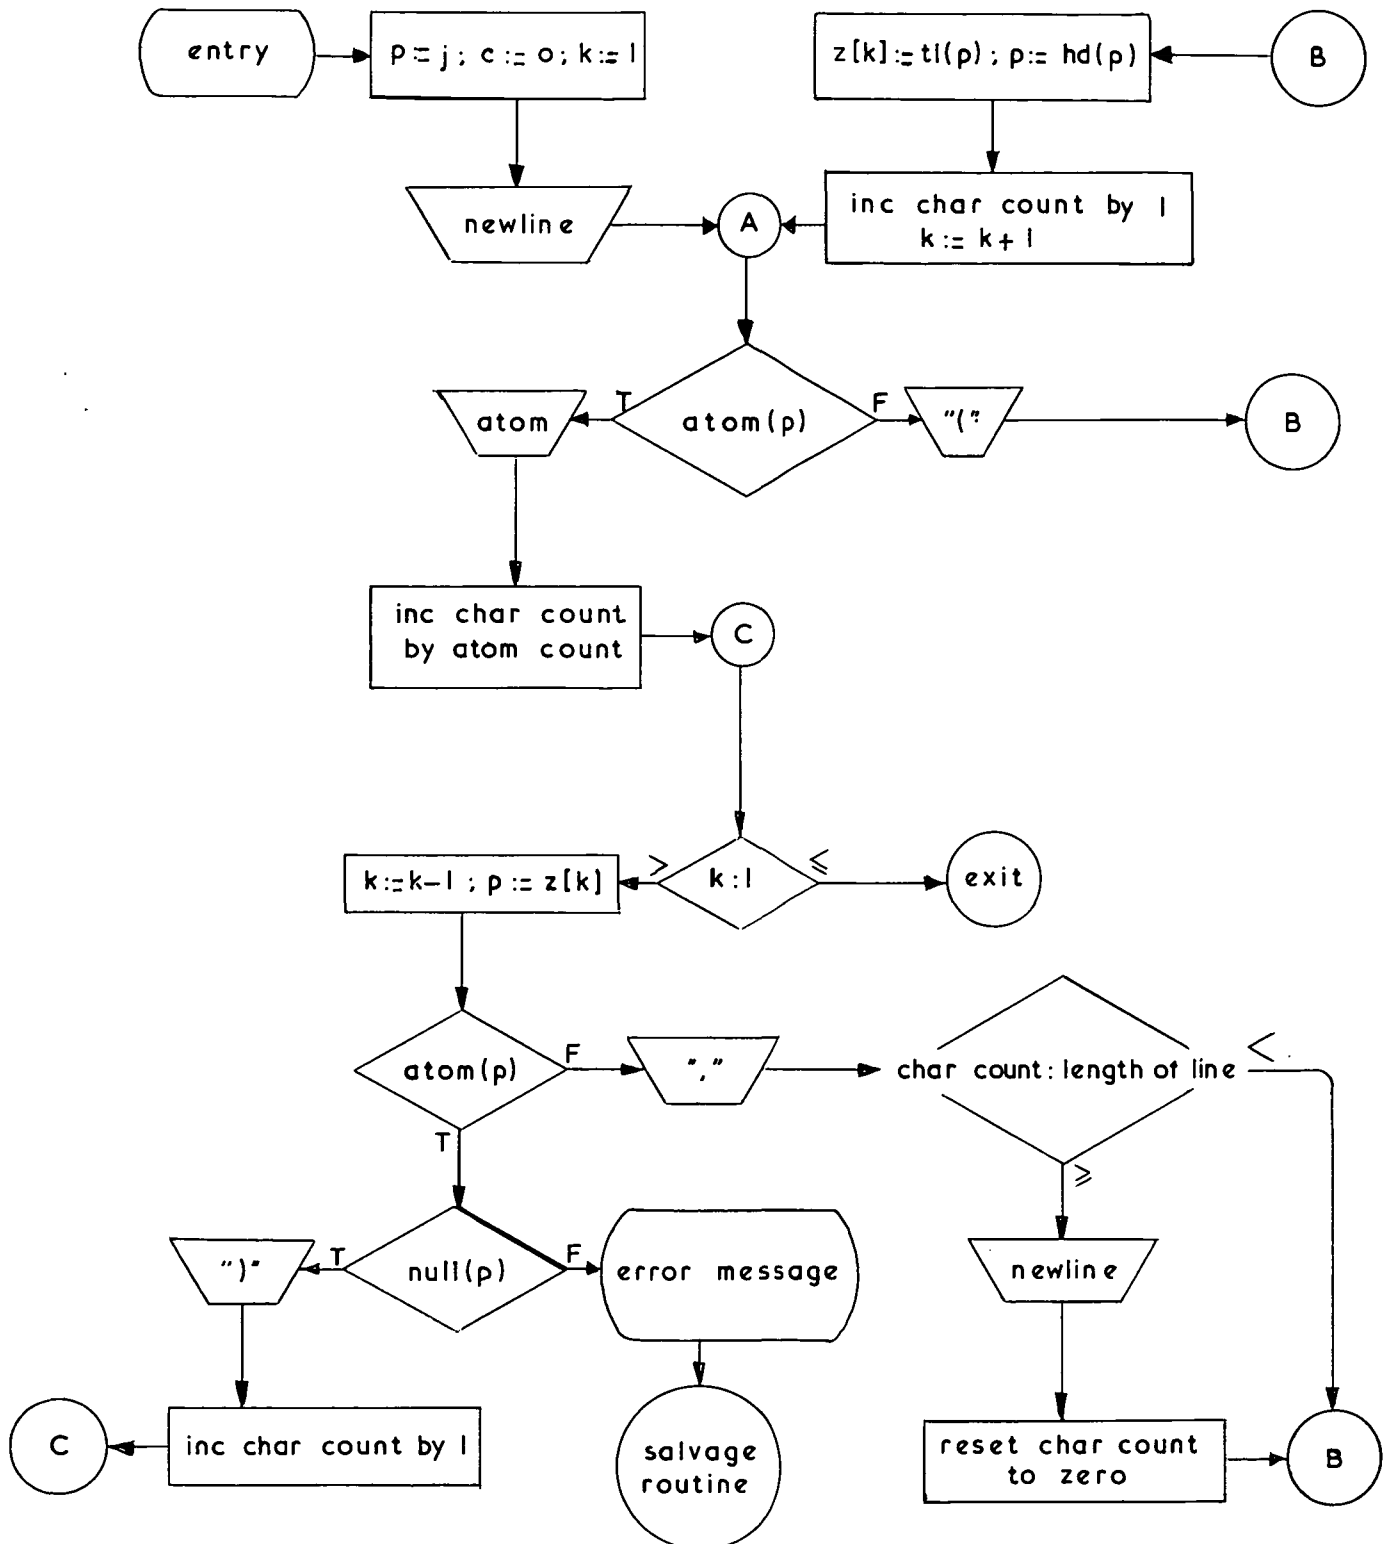 entry
p := j ; c := o ; k := 1
z[k] := tl(p) ; p := hd(p)
B
newline
A
inc char count by 1
k := k + 1
T
F
atom
atom(p)
"("
B
inc char count
by atom count
C
>
≤
k := k – 1 ; p := z[k]
k : 1
exit
atom(p)
F
","
char count : length of line
<
T
≥
")"
T
null(p)
F
error message
newline
C
inc char count by 1
salvage
routine
reset char count
to zero
B